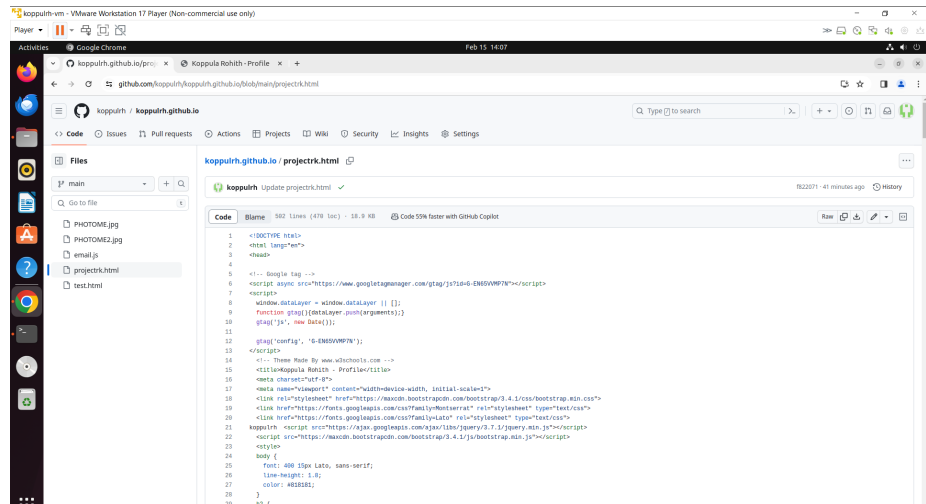 koppulrh-vm - VMware Workstation 17 Player (Non-commercial use only)
Player
Activities Google Chrome Feb 15 14:07
koppulrh.github.io/proj Koppula Rohith - Profile
github.com/koppulrh/koppulrh.github.io/blob/main/projectrk.html
koppulrh / koppulrh.github.io Type / to search
Code Issues Pull requests Actions Projects Wiki Security Insights Settings
Files koppulrh.github.io / projectrk.html
main koppulrh Update projectrk.html f822071 · 41 minutes ago History
Go to file t
Code Blame 502 lines (470 loc) · 18.9 KB Code 55% faster with GitHub Copilot Raw
PHOTOME.jpg
PHOTOME2.jpg
email.js
projectrk.html
test.html
1 <!DOCTYPE html>
2 <html lang="en">
3 <head>
4
5 <!-- Google tag -->
6 <script async src="https://www.googletagmanager.com/gtag/js?id=G-EN65VVMP7N"></script>
7 <script>
8 window.dataLayer = window.dataLayer || [];
9 function gtag(){dataLayer.push(arguments);}
10 gtag('js', new Date());
11
12 gtag('config', 'G-EN65VVMP7N');
13 </script>
14 <!-- Theme Made By www.w3schools.com -->
15 <title>Koppula Rohith - Profile</title>
16 <meta charset="utf-8">
17 <meta name="viewport" content="width=device-width, initial-scale=1">
18 <link rel="stylesheet" href="https://maxcdn.bootstrapcdn.com/bootstrap/3.4.1/css/bootstrap.min.css">
19 <link href="https://fonts.googleapis.com/css?family=Montserrat" rel="stylesheet" type="text/css">
20 <link href="https://fonts.googleapis.com/css?family=Lato" rel="stylesheet" type="text/css">
21 koppulrh <script src="https://ajax.googleapis.com/ajax/libs/jquery/3.7.1/jquery.min.js"></script>
22 <script src="https://maxcdn.bootstrapcdn.com/bootstrap/3.4.1/js/bootstrap.min.js"></script>
23 <style>
24 body {
25 font: 400 15px Lato, sans-serif;
26 line-height: 1.8;
27 color: #818181;
28 }
29 h2 {